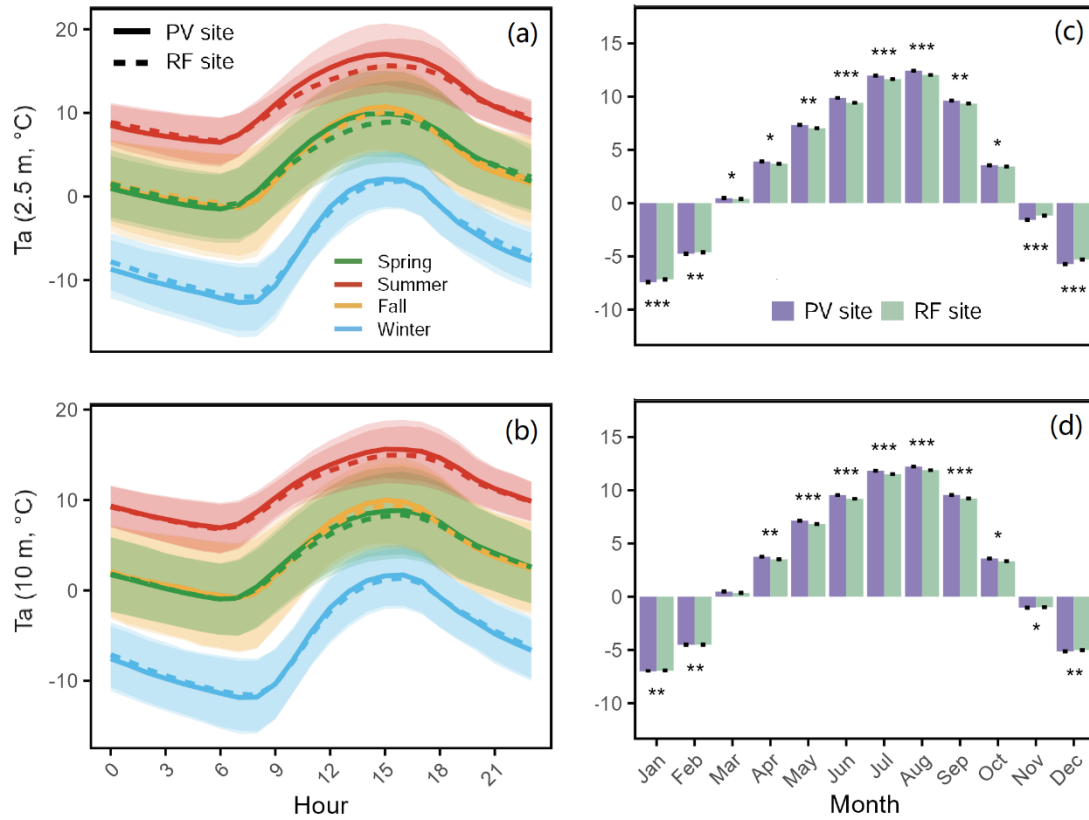 (a)
PV site
RF site
Ta (2.5 m, °C)
20
10
0
-10
Spring
Summer
Fall
Winter
(c)
15
10
5
0
-5
-10
***
**
*
*
**
***
***
***
**
*
***
***
PV site RF site
(b)
Ta (10 m, °C)
20
10
0
-10
0 3 6 9 12 15 18 21
Hour
(d)
15
10
5
0
-5
-10
**
**
**
***
***
***
***
***
*
*
**
Jan Feb Mar Apr May Jun Jul Aug Sep Oct Nov Dec
Month